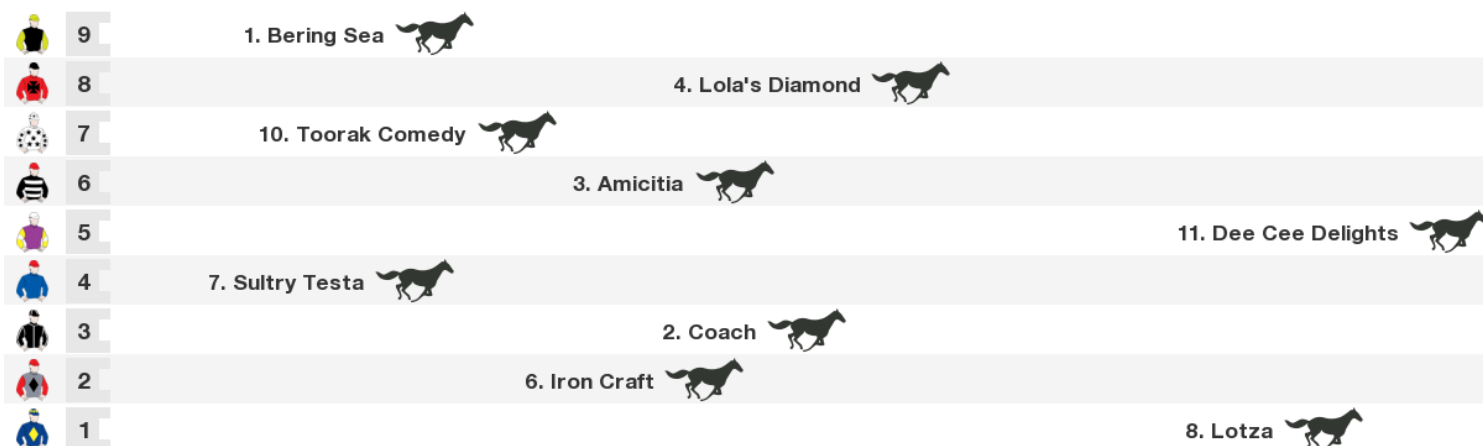 9 1. Bering Sea
8 4. Lola's Diamond
7 10. Toorak Comedy
6 3. Amicitia
5 11. Dee Cee Delights
4 7. Sultry Testa
3 2. Coach
2 6. Iron Craft
1 8. Lotza